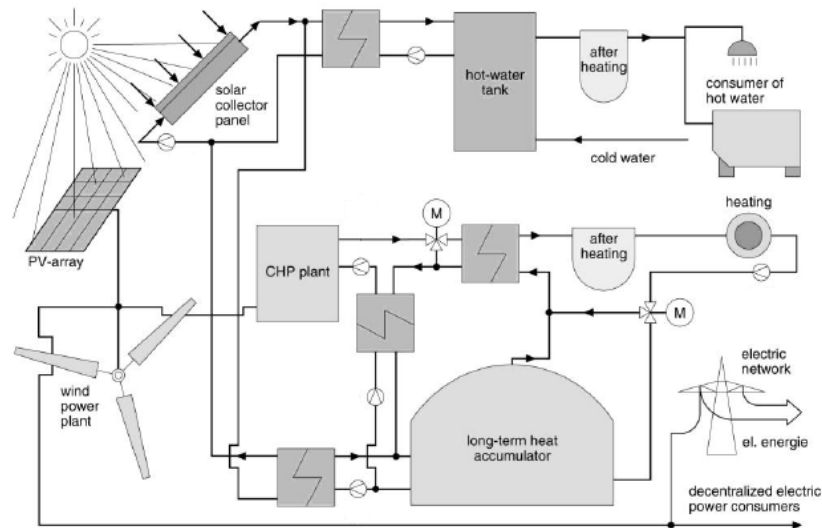 solar
collector
panel
hot-water
tank
after
heating
consumer of
hot water
cold water
PV-array
CHP plant
M
after
heating
heating
M
wind
power
plant
long-term heat
accumulator
electric
network
el. energie
decentralized electric
power consumers